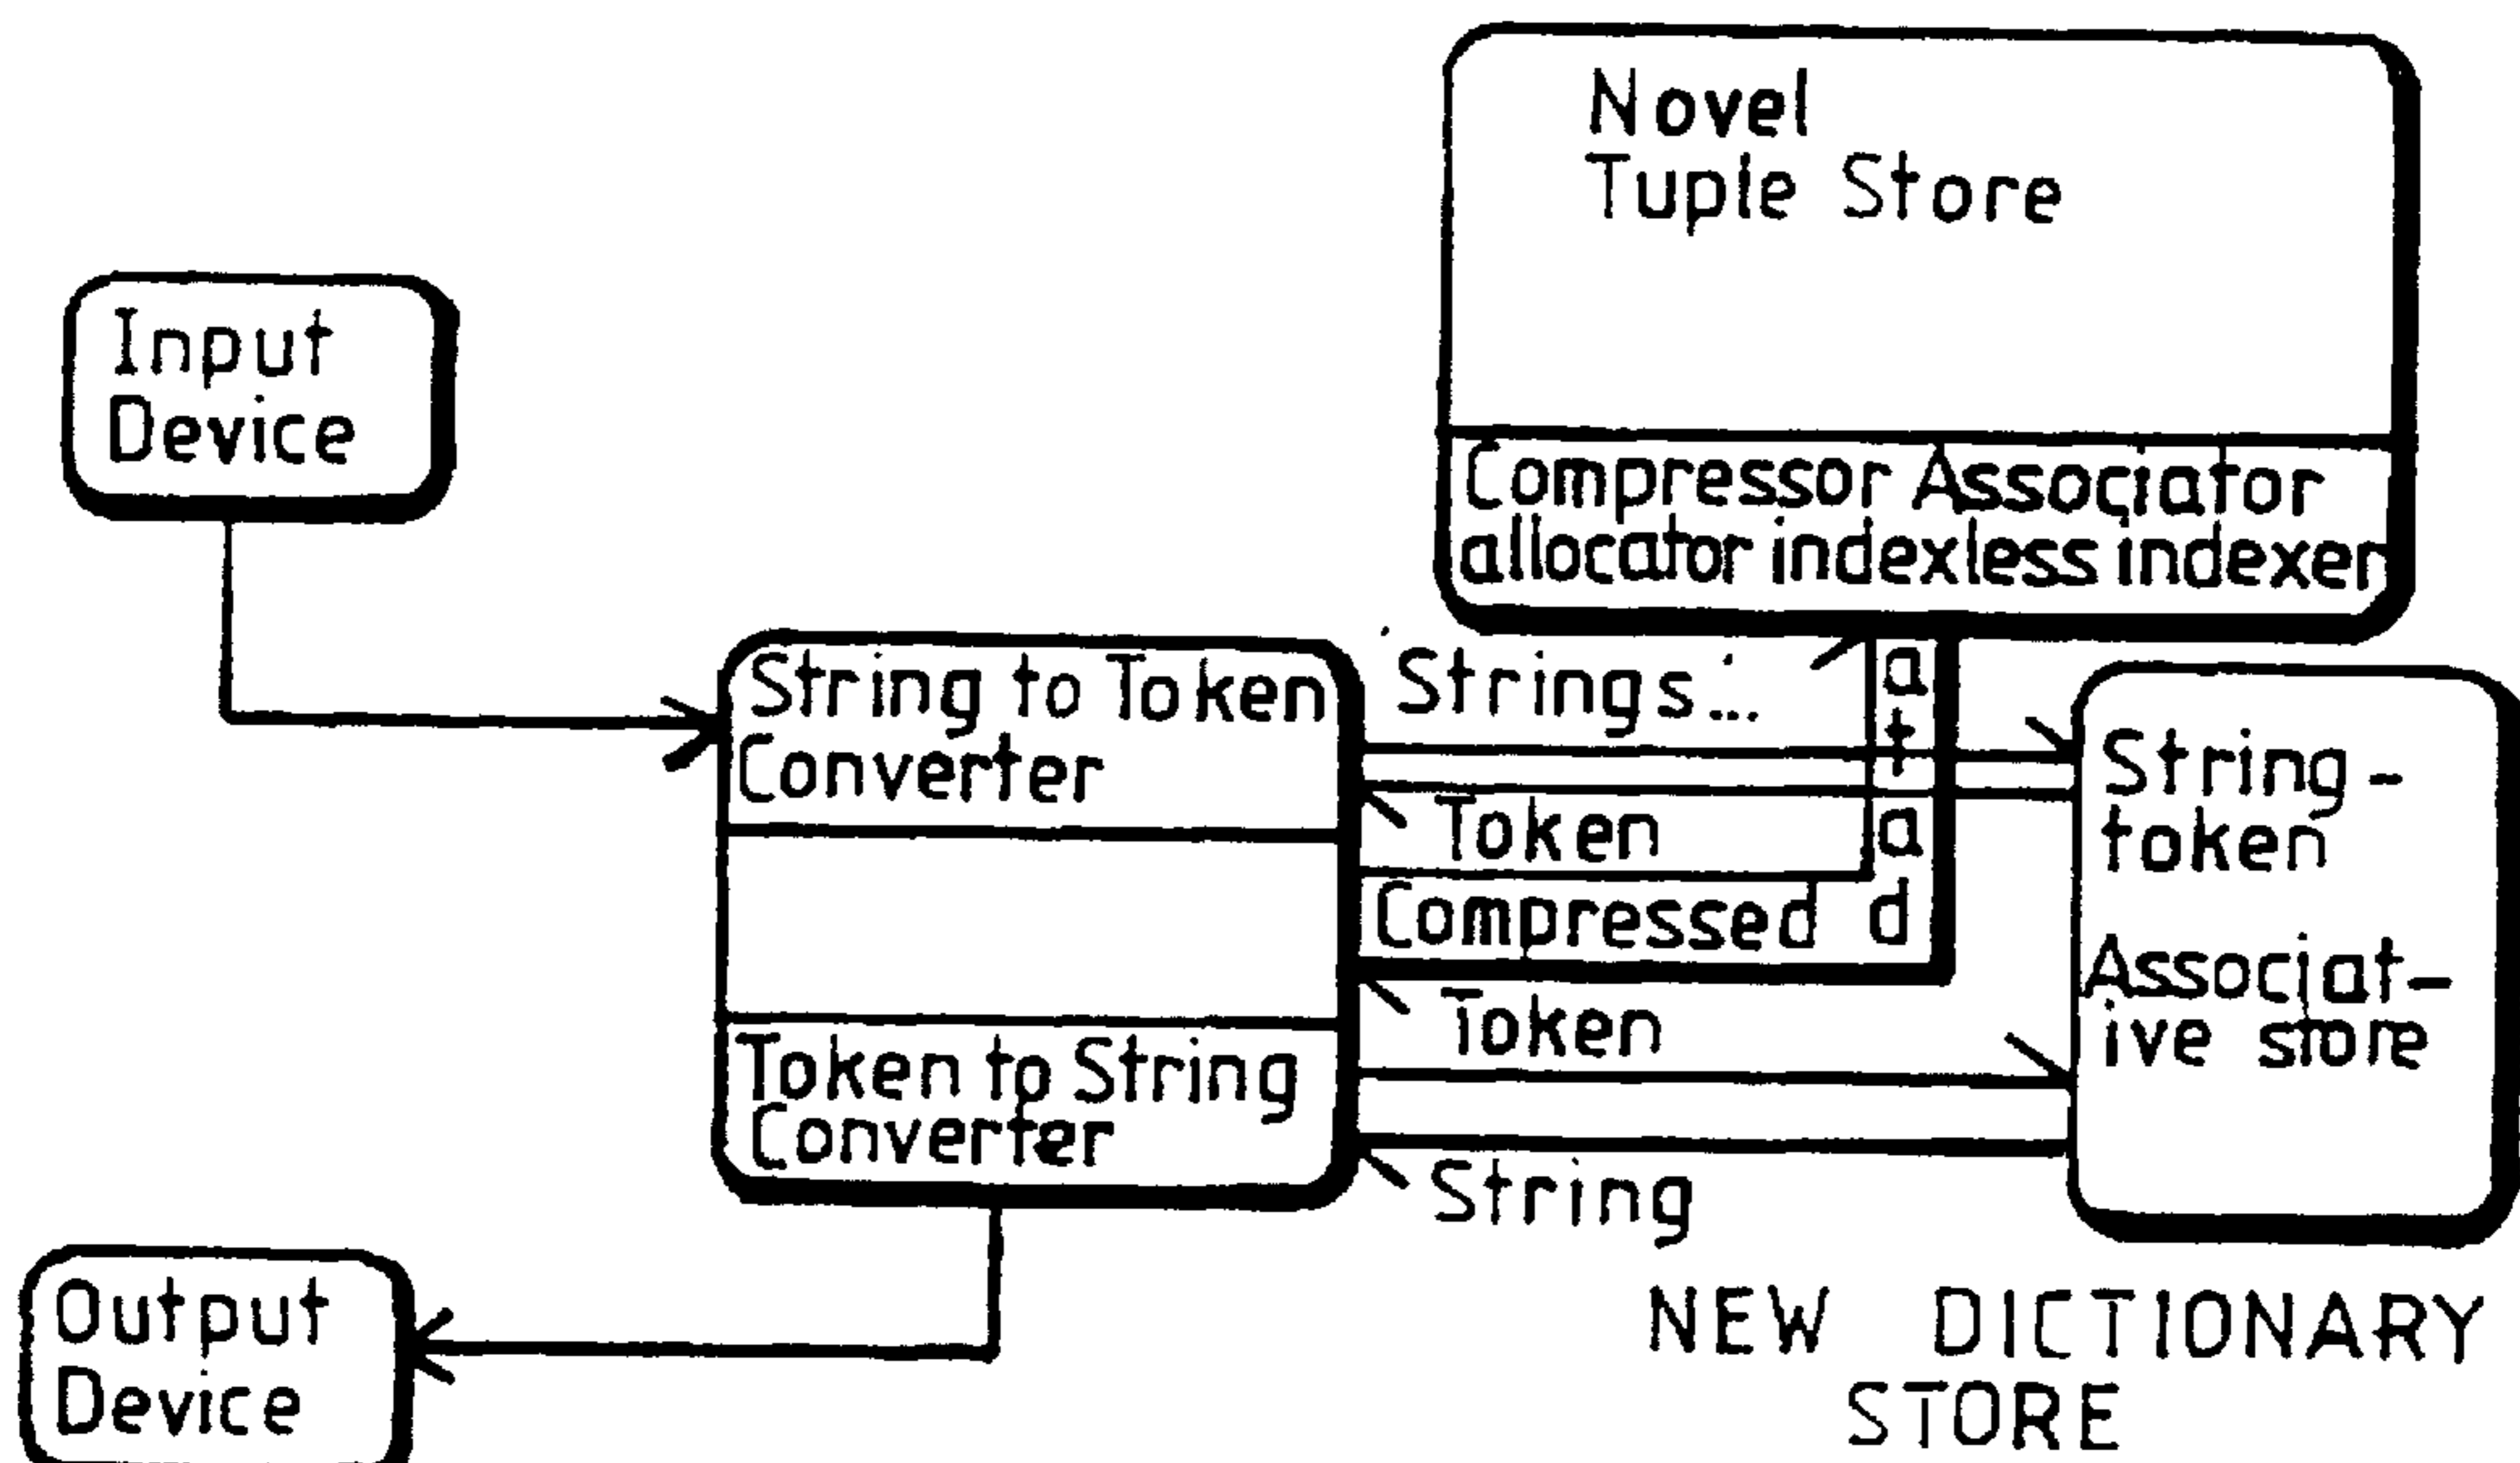 Novel
Tuple Store
Compressor Associator
allocator indexless indexer
Input
Device
String to Token
Converter
Token to String
Converter
Strings...
Token
Compressed
d
a
t
a
Token
String
String-
token
Associat-
ive store
Output
Device
NEW DICTIONARY
STORE